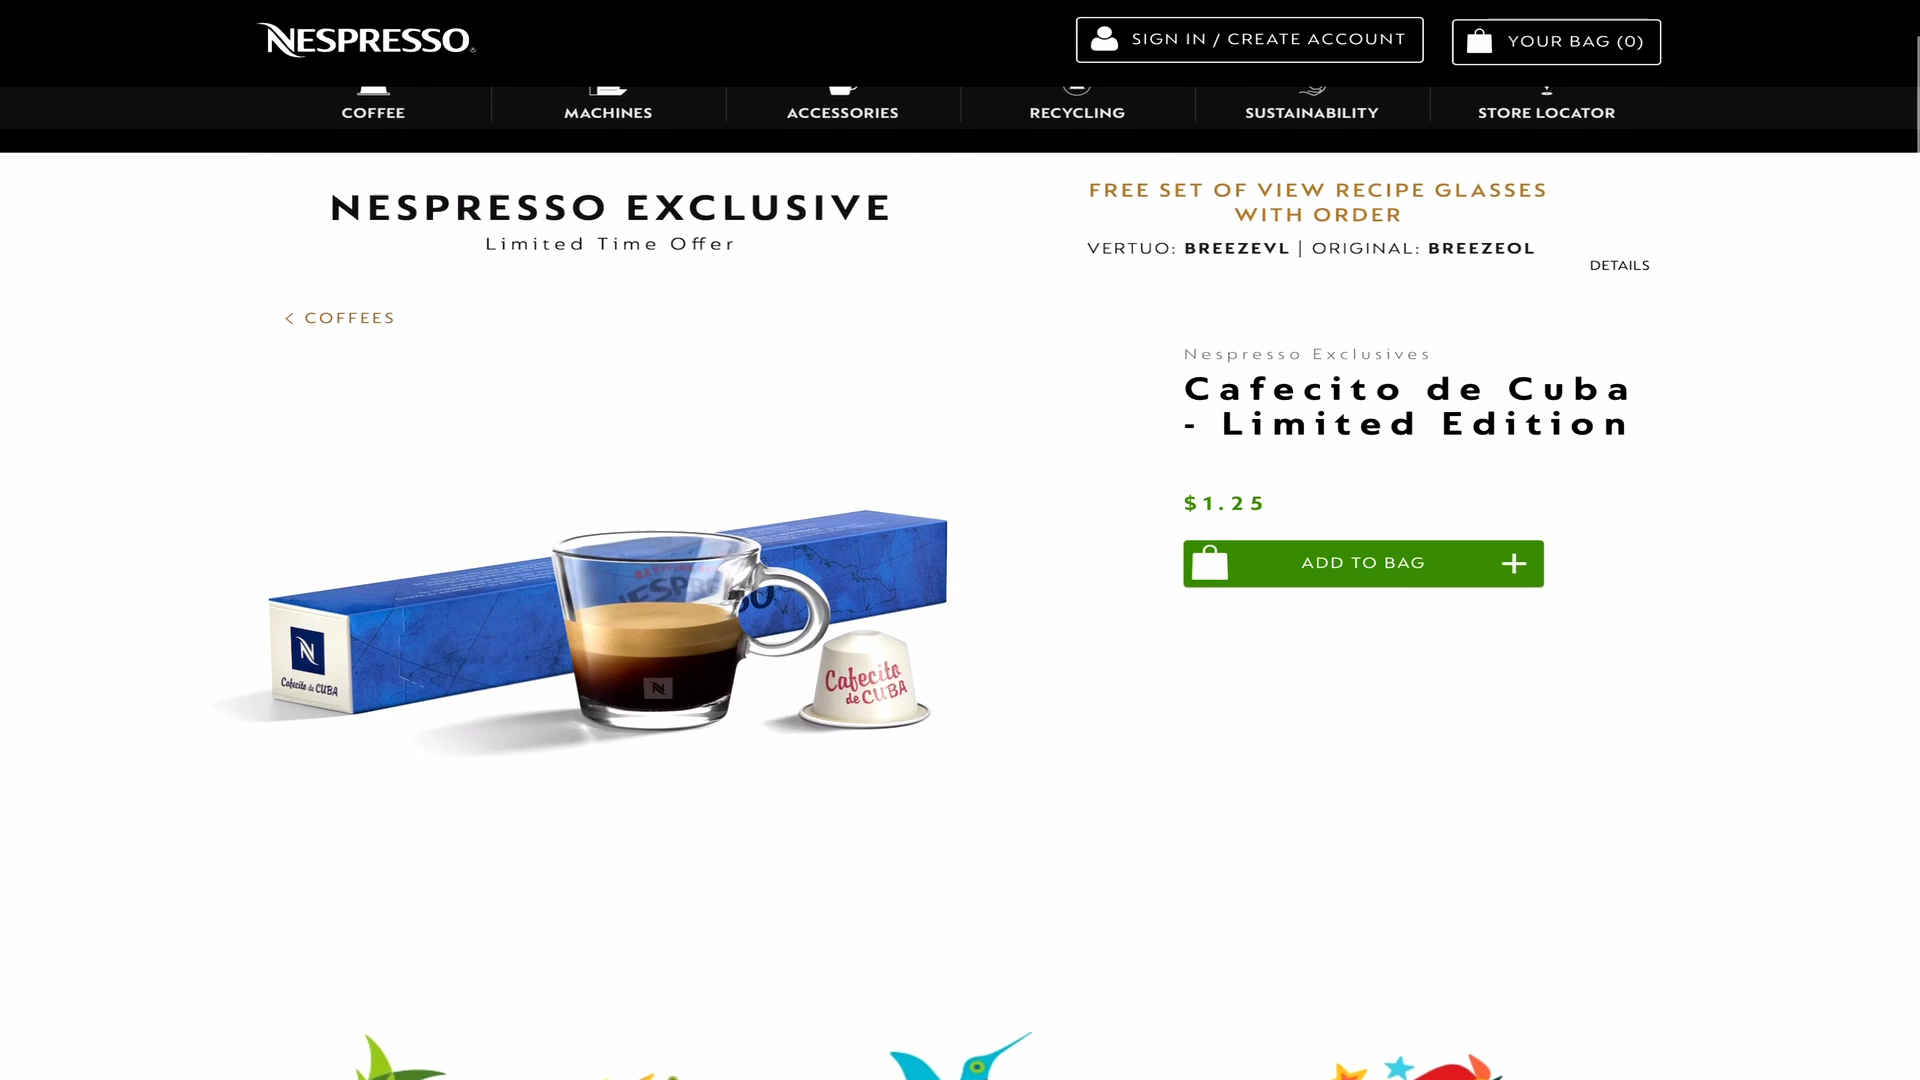 NESPRESSO
SIGN IN / CREATE ACCOUNT
YOUR BAG (0)
COFFEE
MACHINES
ACCESSORIES
RECYCLING
SUSTAINABILITY
STORE LOCATOR
NESPRESSO EXCLUSIVE
Limited Time Offer
FREE SET OF VIEW RECIPE GLASSES
WITH ORDER
VERTUO: BREEZEVL | ORIGINAL: BREEZEOL
DETAILS
< COFFEES
Nespresso Exclusives
Cafecito de Cuba
- Limited Edition
$1.25
ADD TO BAG
N
Cafecito de CUBA
N
Cafecito
de CUBA